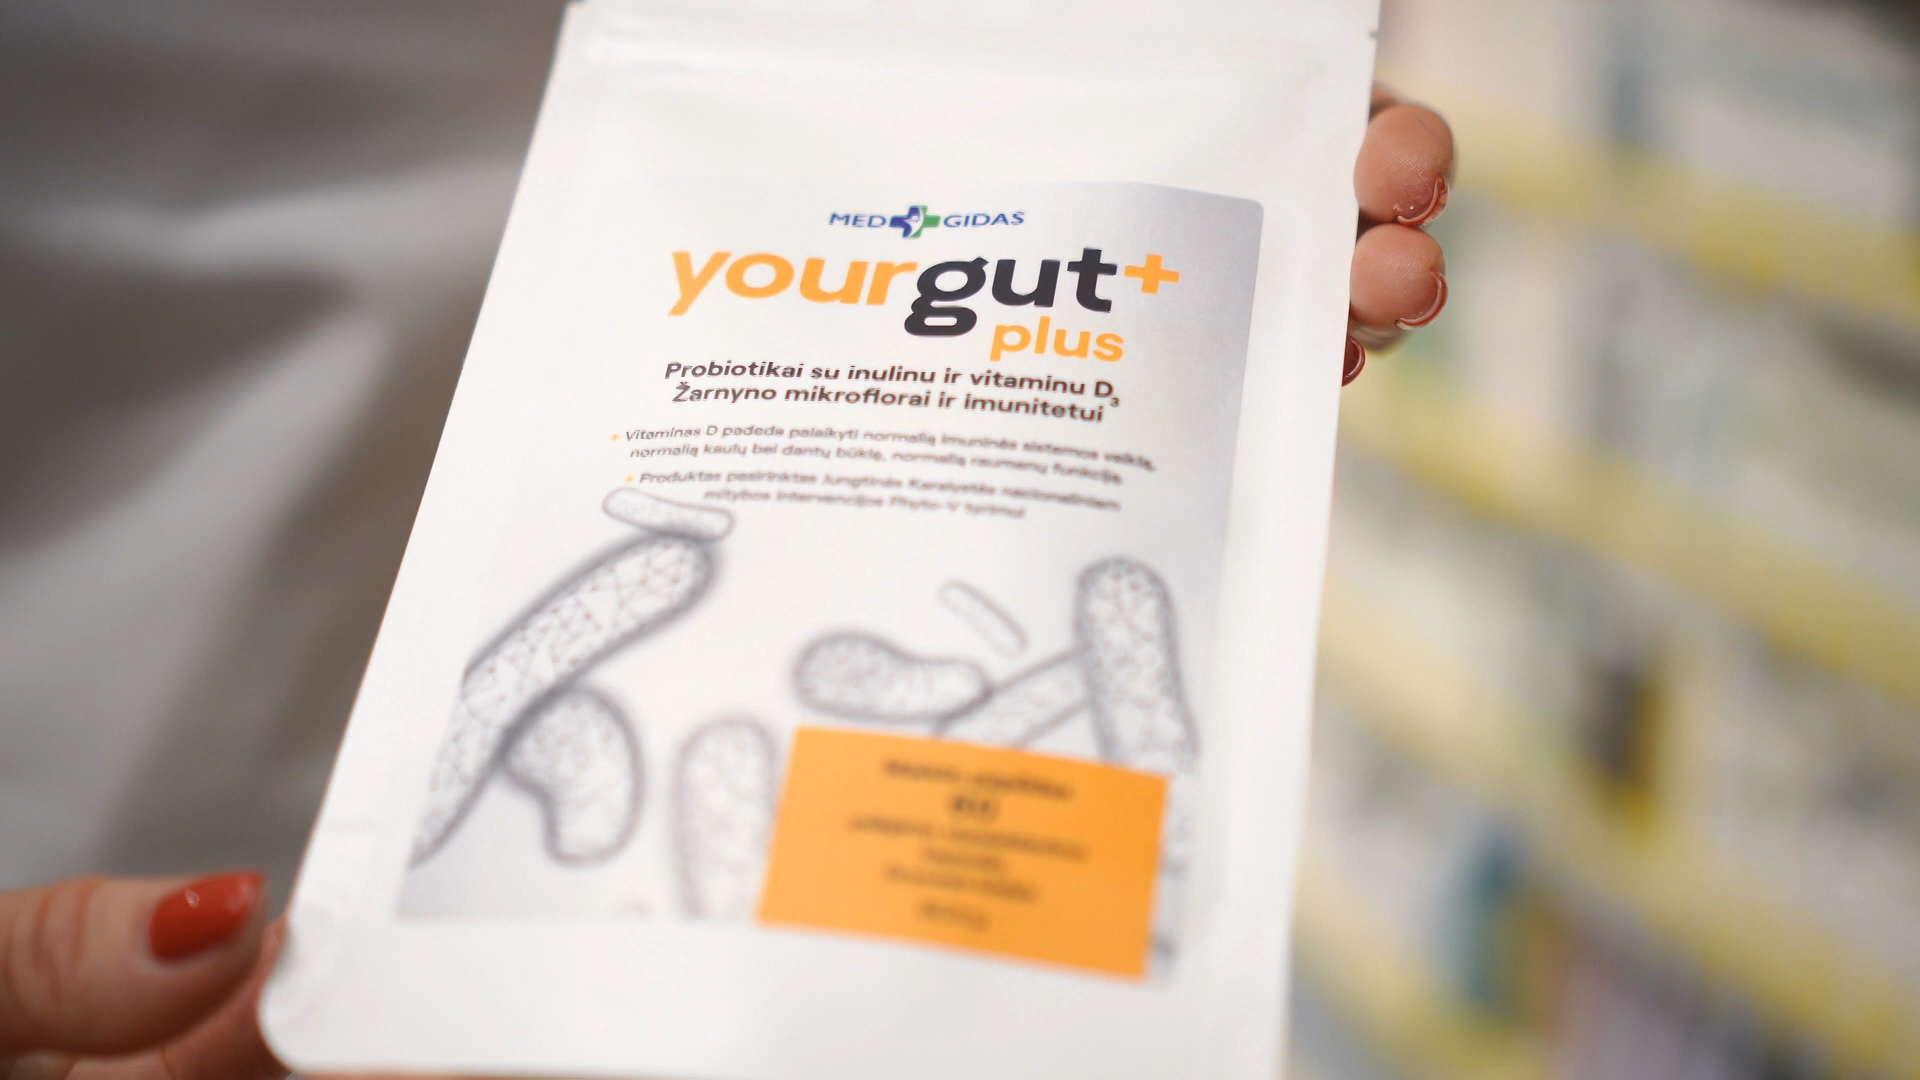 MED GIDAS
yourgut+
plus
Probiotikai su inulinu ir vitaminu D₃
Žarnyno mikroflorai ir imunitetui
Vitaminas D padeda palaikyti normalią imuninės sistemos veiklą,
normalią kaulų bei dantų būklę, normalią raumenų funkciją.
Produktas pasirinktas Jungtinės Karalystės nacionaliniam
mitybos intervencijos Phyto-V tyrimui
60